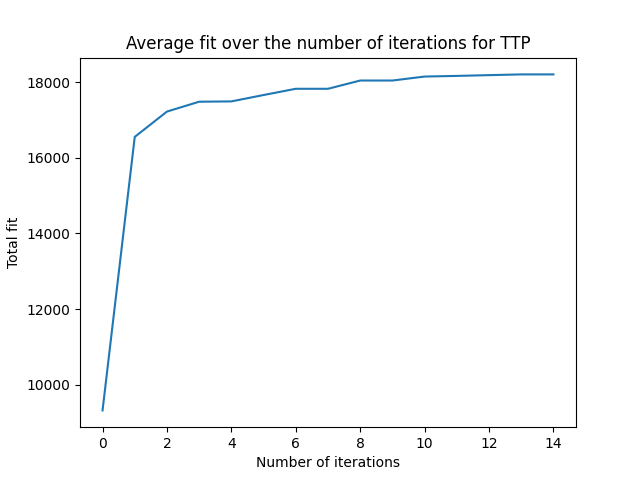 Average fit over the number of iterations for TTP
18000
16000
14000
12000
10000
Total fit
0 2 4 6 8 10 12 14
Number of iterations